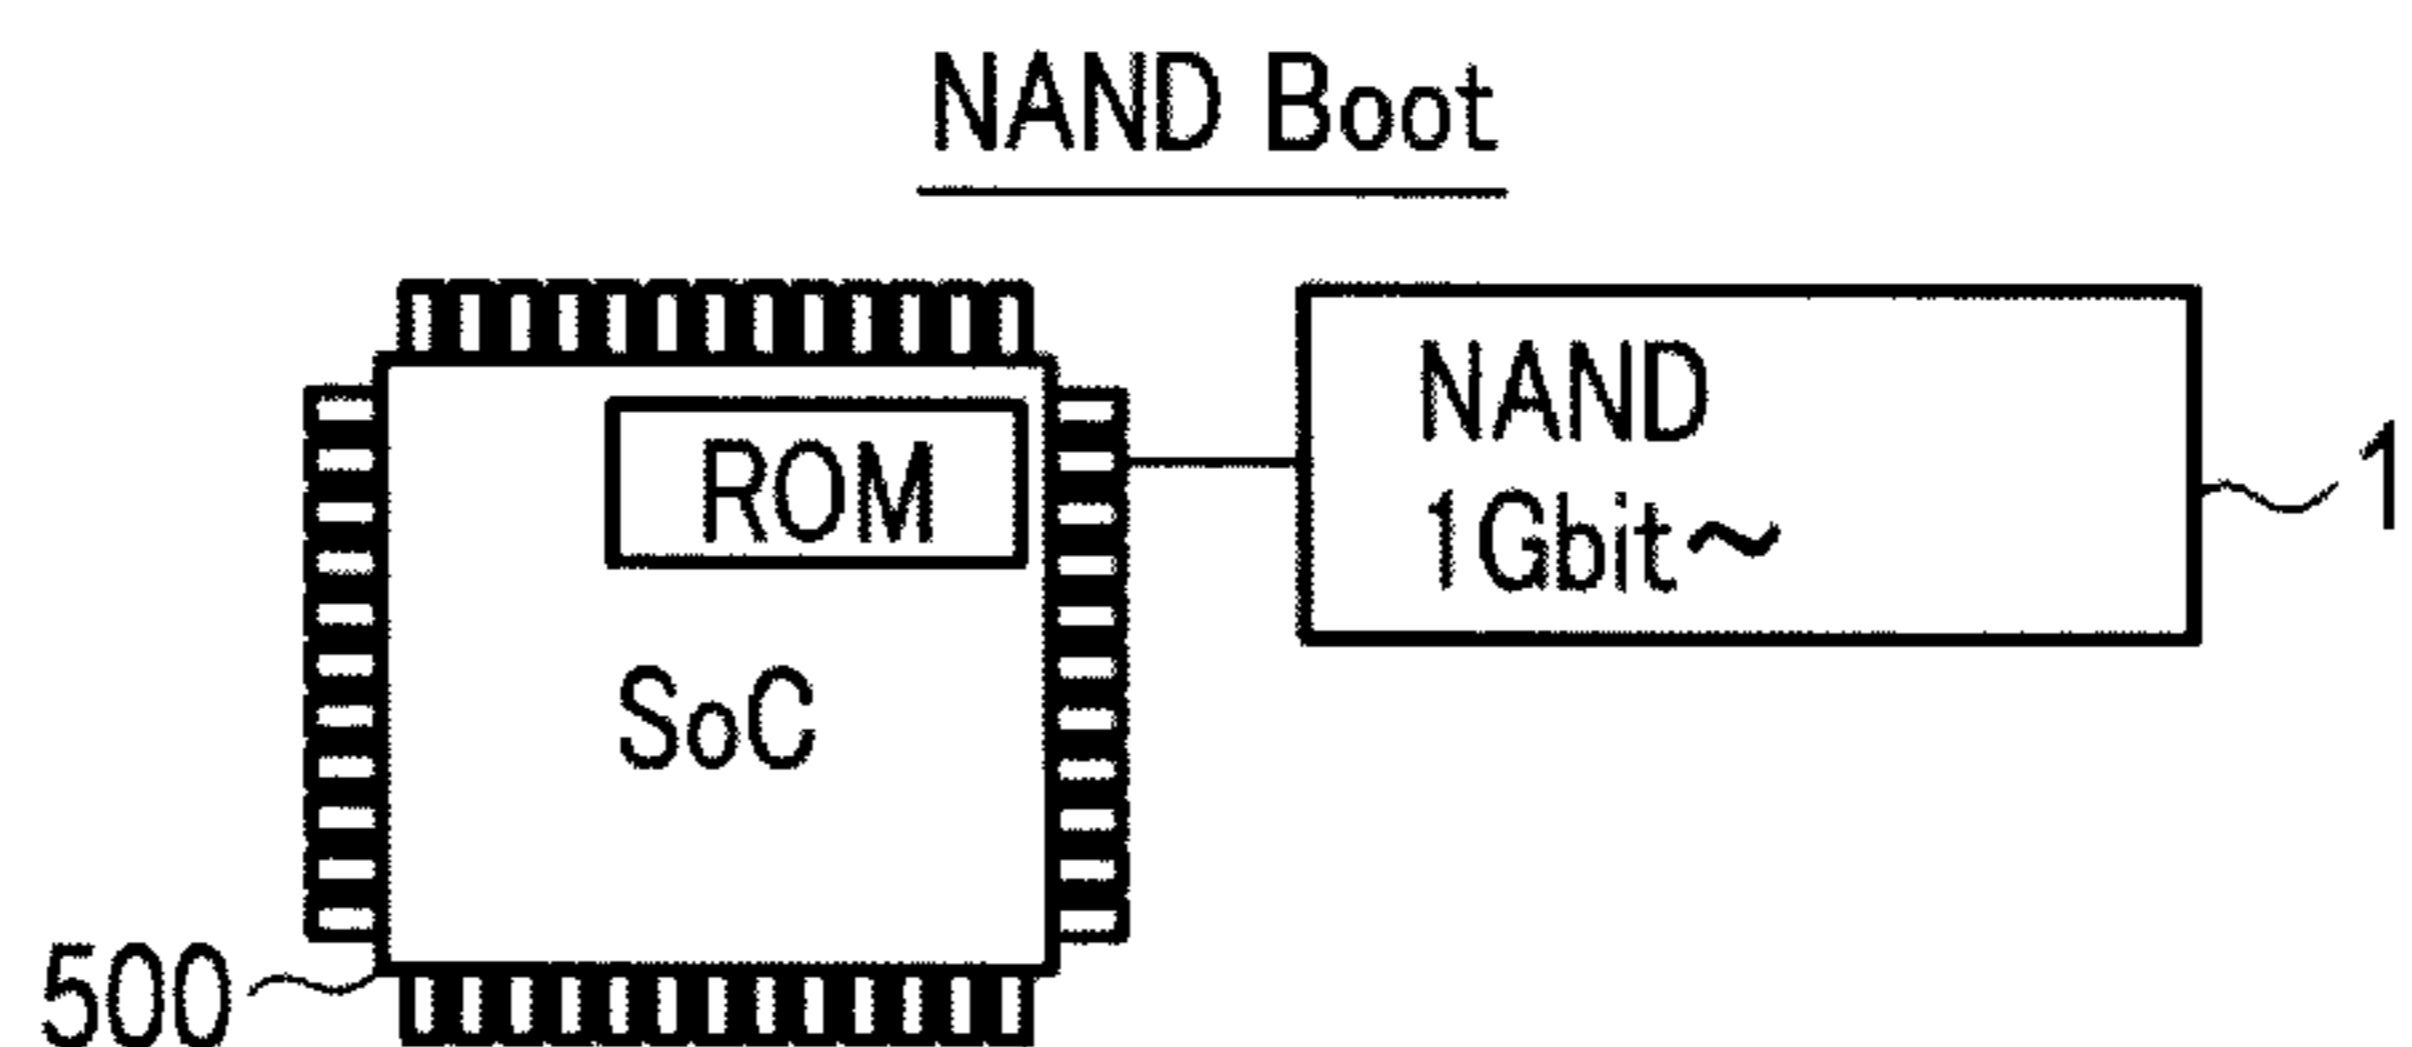 NAND Boot
ROM
SoC
NAND
1Gbit~
1
500